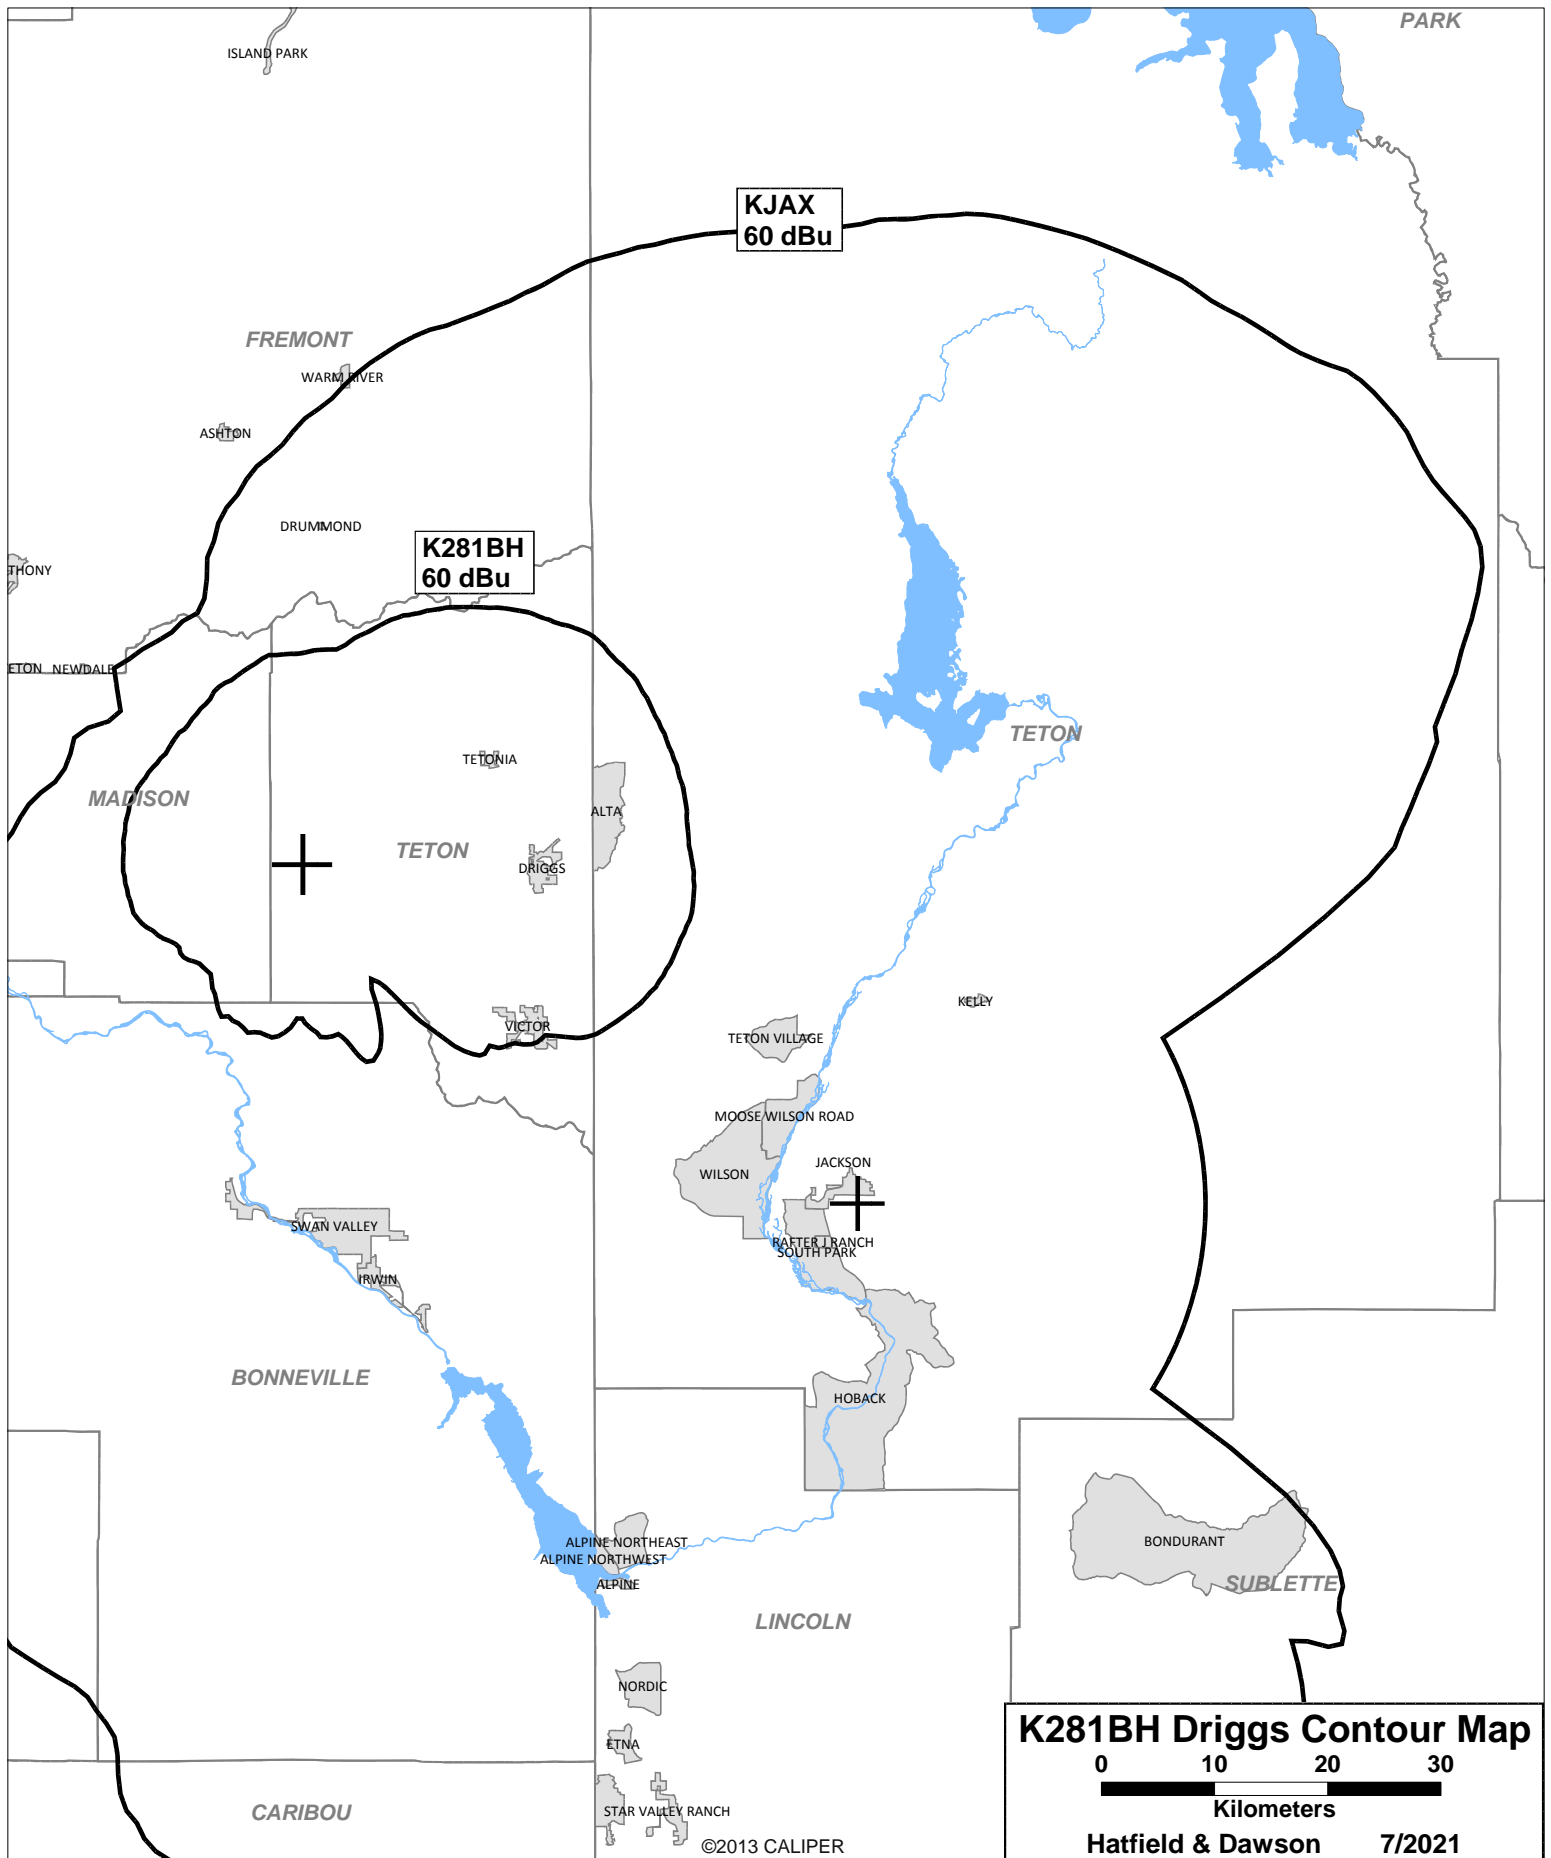 PARK
ISLAND PARK
KJAX
60 dBu
FREMONT
WARM RIVER
ASHTON
DRUMMOND
K281BH
60 dBu
THONY
ETON
NEWDALE
TETON
TETONIA
MADISON
ALTA
TETON
DRIGGS
KELLY
VICTOR
TETON VILLAGE
MOOSE WILSON ROAD
JACKSON
WILSON
SWAN VALLEY
RAFTER J RANCH
SOUTH PARK
IRWIN
BONNEVILLE
HOBACK
ALPINE NORTHEAST
BONDURANT
ALPINE NORTHWEST
ALPINE
SUBLETTE
LINCOLN
NORDIC
ETNA
CARIBOU
STAR VALLEY RANCH
©2013 CALIPER
K281BH Driggs Contour Map
0 10 20 30
Kilometers
Hatfield & Dawson 7/2021